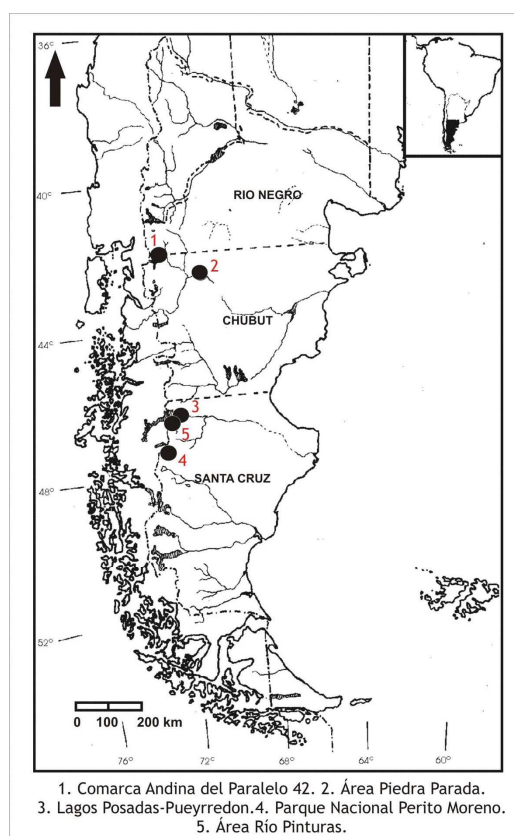 36°
40°
RIO NEGRO
1
2
CHUBUT
44°
3
5
4
SANTA CRUZ
48°
52°
0 100 200 km
76° 72° 68° 64° 60°
1. Comarca Andina del Paralelo 42. 2. Área Piedra Parada.
3. Lagos Posadas-Pueyrredon.4. Parque Nacional Perito Moreno.
5. Área Río Pinturas.